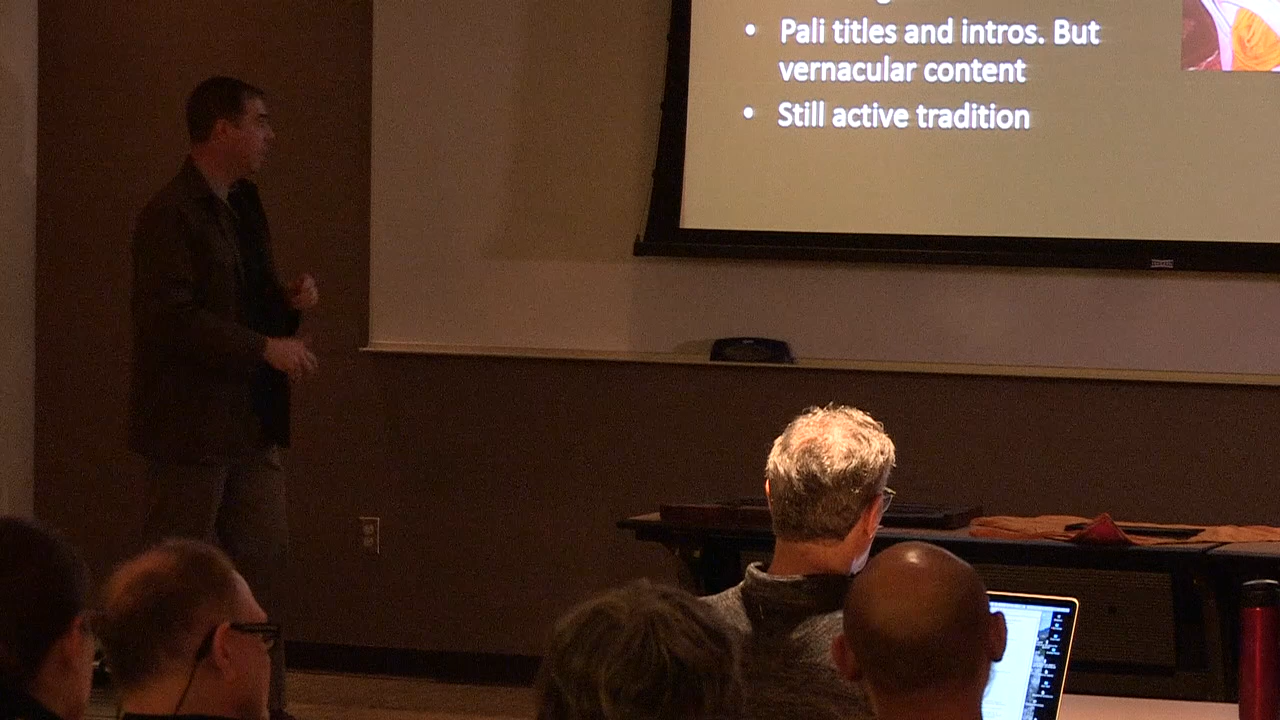 • Pali titles and intros. But
vernacular content
• Still active tradition